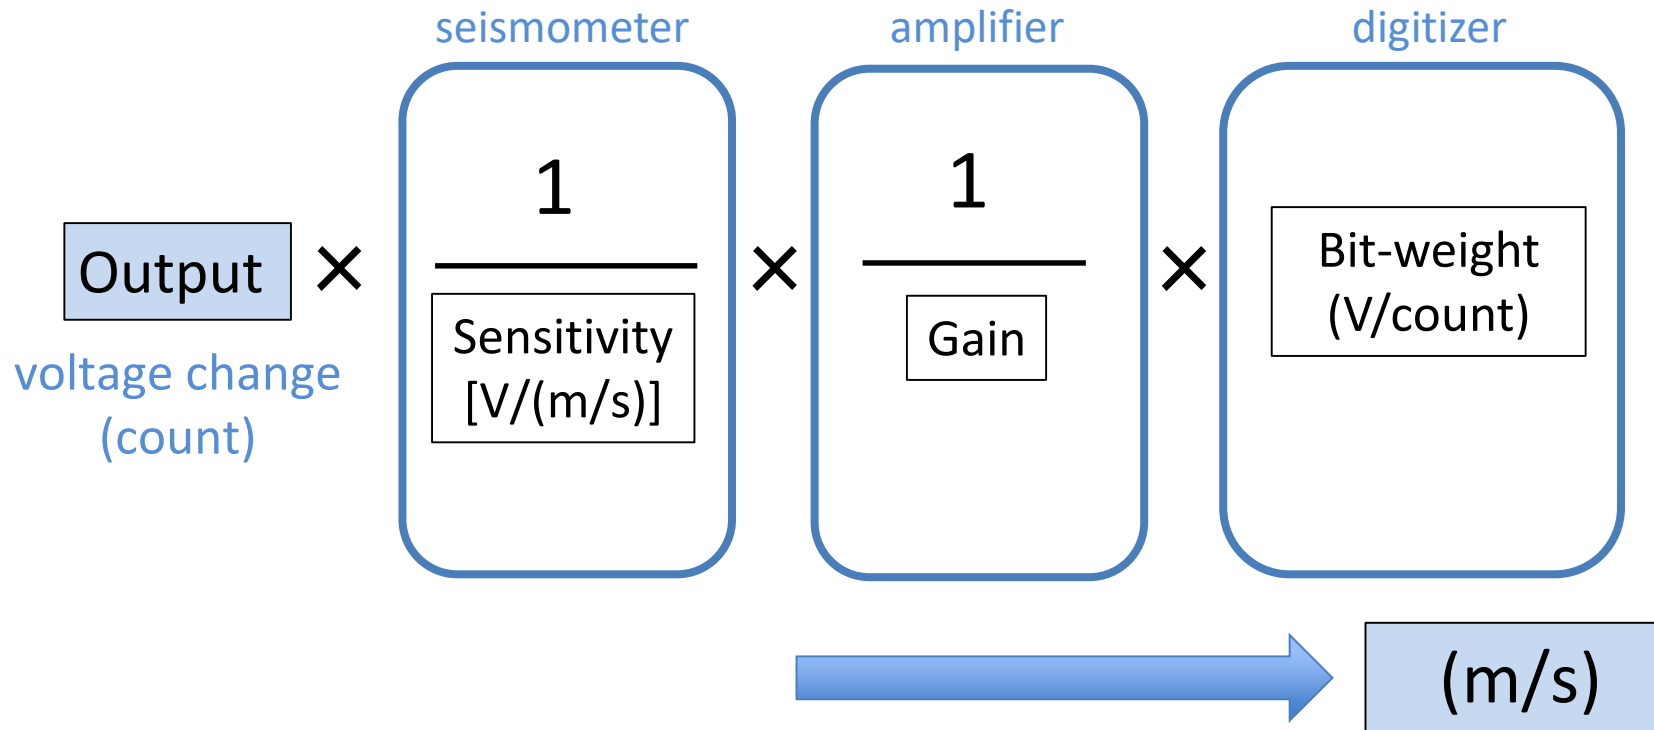 seismometer
amplifier
digitizer
Output
×
1
Sensitivity
[V/(m/s)]
×
1
Gain
×
Bit-weight
(V/count)
voltage change
(count)
(m/s)